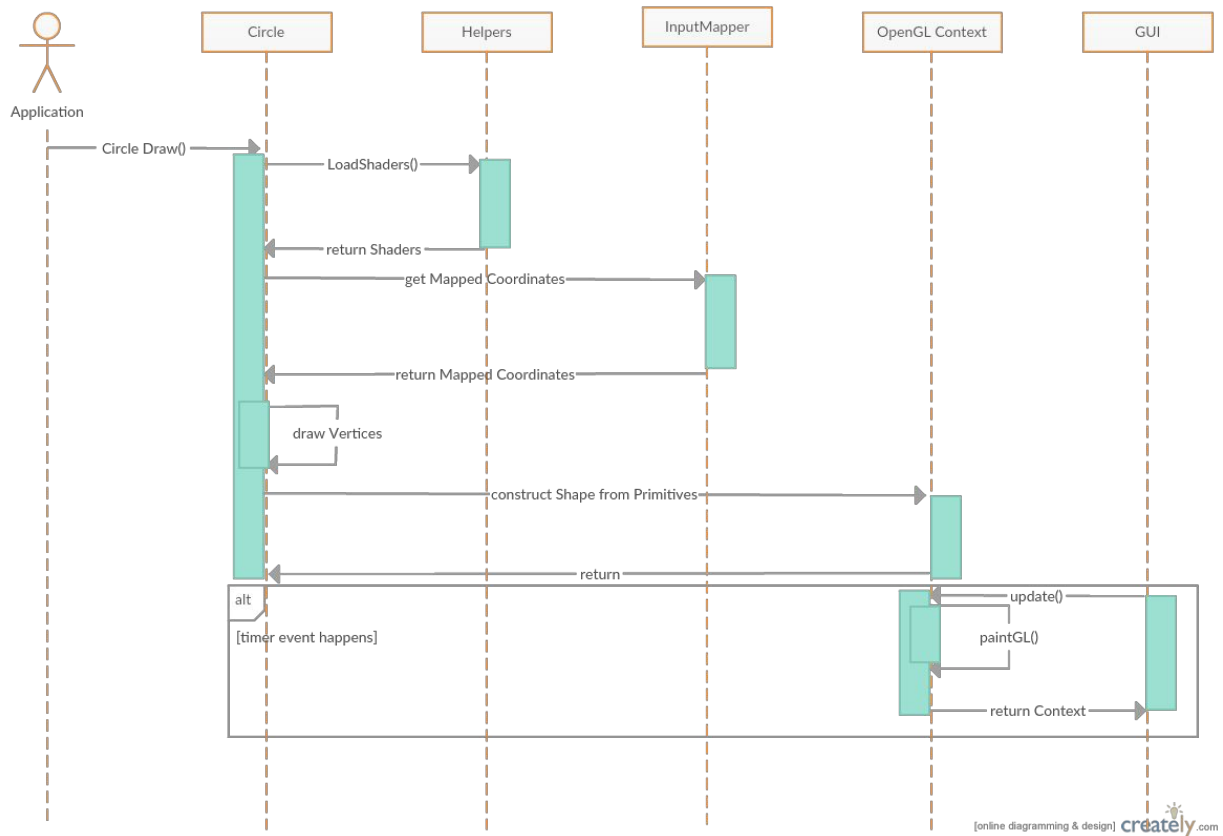 Circle
Helpers
InputMapper
OpenGL Context
GUI
Application
Circle Draw()
LoadShaders()
return Shaders
get Mapped Coordinates
return Mapped Coordinates
draw Vertices
construct Shape from Primitives
return
alt
update()
[timer event happens]
paintGL()
return Context
[online diagramming & design] creately.com